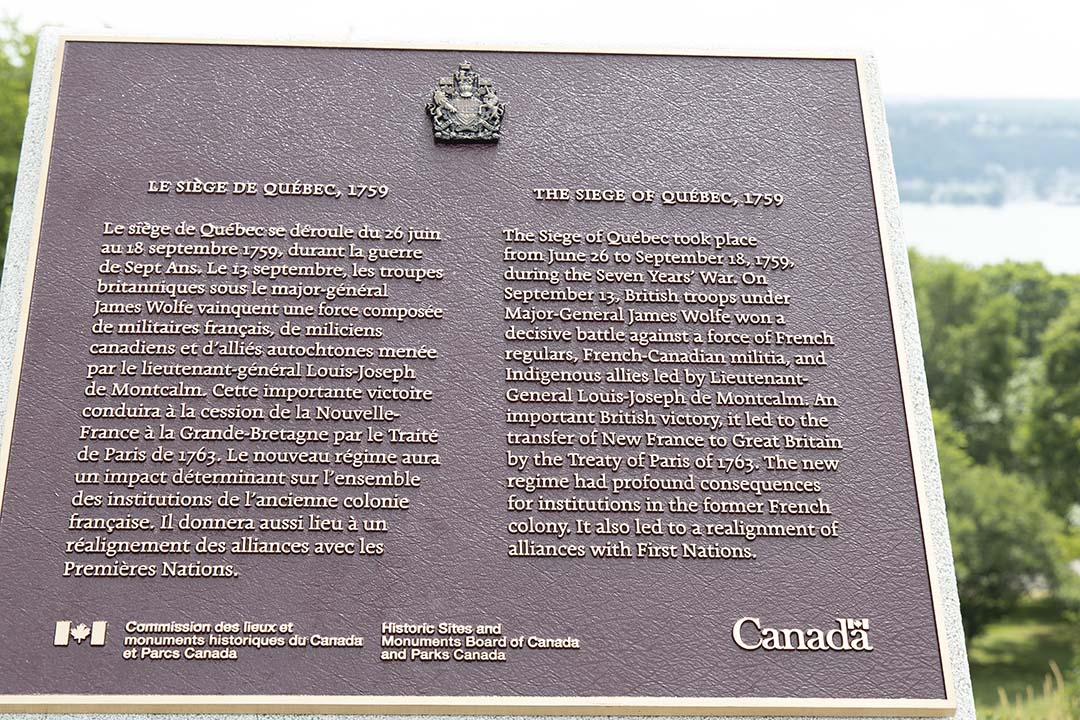 LE SIÈGE DE QUÉBEC, 1759
Le siège de Québec se déroule du 26 juin
au 18 septembre 1759, durant la guerre
de Sept Ans. Le 13 septembre, les troupes
britanniques sous le major-général
James Wolfe vainquent une force composée
de militaires français, de miliciens
canadiens et d'alliés autochtones menée
par le lieutenant-général Louis-Joseph
de Montcalm. Cette importante victoire
conduira à la cession de la Nouvelle-
France à la Grande-Bretagne par le Traité
de Paris de 1763. Le nouveau régime aura
un impact déterminant sur l'ensemble
des institutions de l'ancienne colonie
française. Il donnera aussi lieu à un
réalignement des alliances avec les
Premières Nations.
THE SIEGE OF QUÉBEC, 1759
The Siege of Québec took place
from June 26 to September 18, 1759,
during the Seven Years' War. On
September 13, British troops under
Major-General James Wolfe won a
decisive battle against a force of French
regulars, French-Canadian militia, and
Indigenous allies led by Lieutenant-
General Louis-Joseph de Montcalm. An
important British victory, it led to the
transfer of New France to Great Britain
by the Treaty of Paris of 1763. The new
regime had profound consequences
for institutions in the former French
colony. It also led to a realignment of
alliances with First Nations.
Commission des lieux et
monuments historiques du Canada
et Parcs Canada
Historic Sites and
Monuments Board of Canada
and Parks Canada
Canada